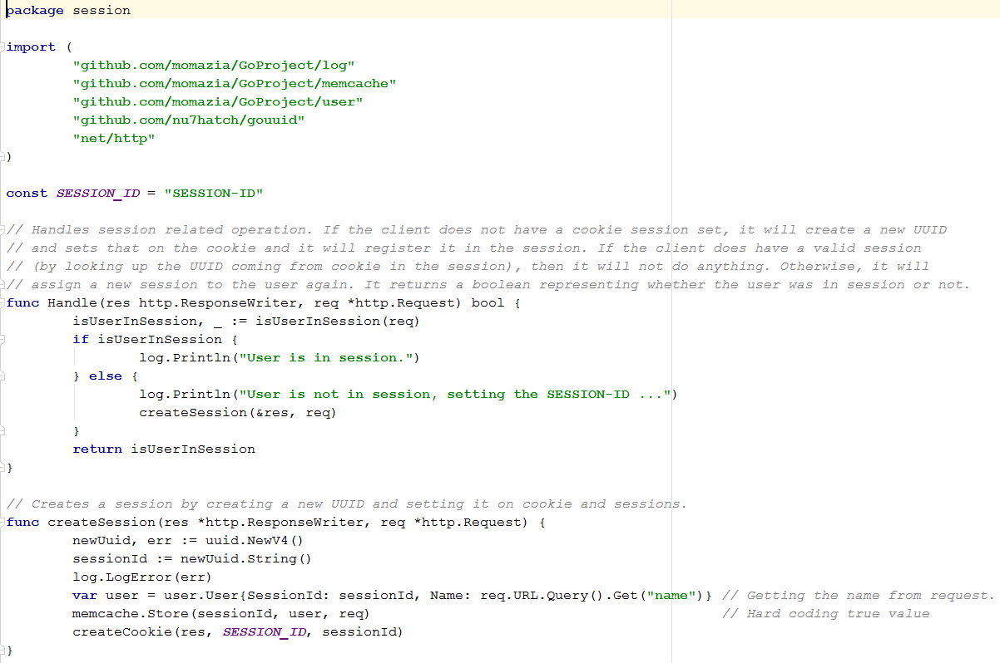 package session

import (
        "github.com/momazia/GoProject/log"
        "github.com/momazia/GoProject/memcache"
        "github.com/momazia/GoProject/user"
        "github.com/nu7hatch/gouuid"
        "net/http"
)

const SESSION_ID = "SESSION-ID"

// Handles session related operation. If the client does not have a cookie session set, it will create a new UUID
// and sets that on the cookie and it will register it in the session. If the client does have a valid session
// (by looking up the UUID coming from cookie in the session), then it will not do anything. Otherwise, it will
// assign a new session to the user again. It returns a boolean representing whether the user was in session or not.
func Handle(res http.ResponseWriter, req *http.Request) bool {
        isUserInSession, _ := isUserInSession(req)
        if isUserInSession {
                log.Println("User is in session.")
        } else {
                log.Println("User is not in session, setting the SESSION-ID ...")
                createSession(&res, req)
        }
        return isUserInSession
}

// Creates a session by creating a new UUID and setting it on cookie and sessions.
func createSession(res *http.ResponseWriter, req *http.Request) {
        newUuid, err := uuid.NewV4()
        sessionId := newUuid.String()
        log.LogError(err)
        var user = user.User{SessionId: sessionId, Name: req.URL.Query().Get("name")} // Getting the name from request.
        memcache.Store(sessionId, user, req)                                          // Hard coding true value
        createCookie(res, SESSION_ID, sessionId)
}